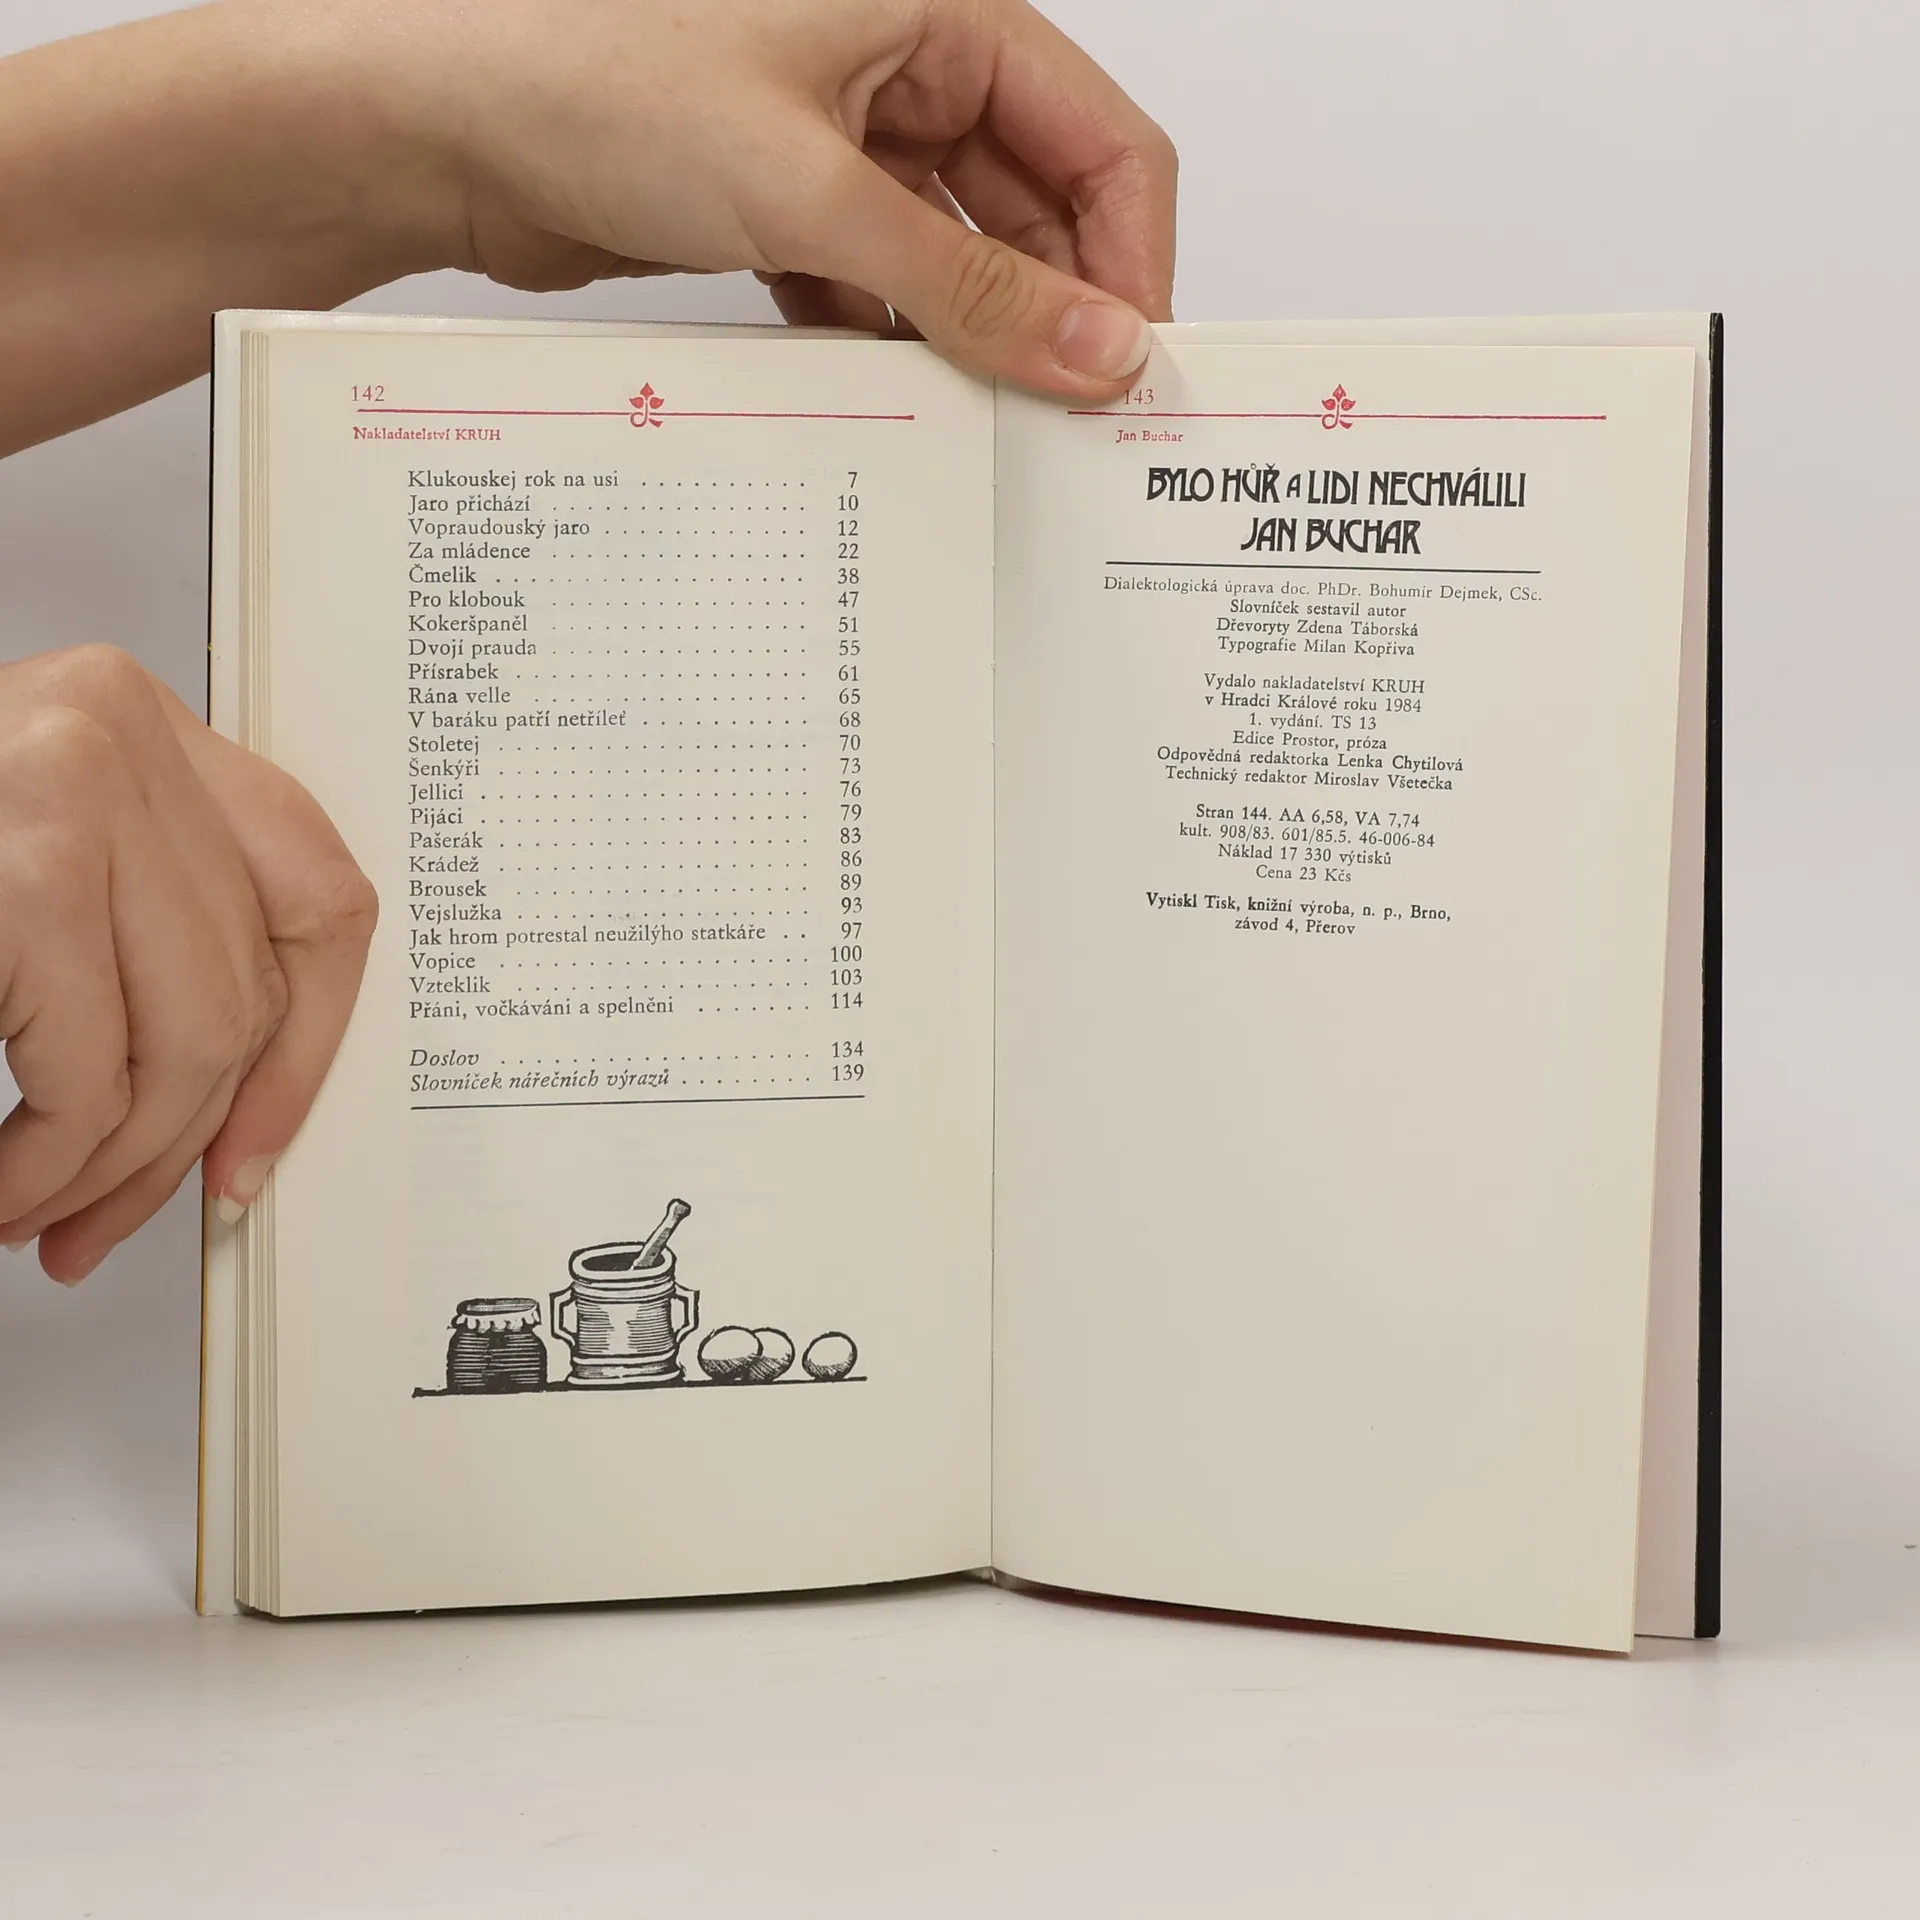 142
Nakladatelství KRUH
Klukouskej rok na usi . . . . . . . . . . 7
Jaro přichází . . . . . . . . . . . . . . . 10
Vopraudouský jaro . . . . . . . . . . . . 12
Za mládence . . . . . . . . . . . . . . . 22
Čmelik . . . . . . . . . . . . . . . . . . 38
Pro klobouk . . . . . . . . . . . . . . . 47
Kokeršpaněl . . . . . . . . . . . . . . . 51
Dvojí prauda . . . . . . . . . . . . . . . 55
Přísrabek . . . . . . . . . . . . . . . . . 61
Rána velle . . . . . . . . . . . . . . . . 65
V baráku patří netříleť . . . . . . . . . . 68
Stoletej . . . . . . . . . . . . . . . . . . 70
Šenkýři . . . . . . . . . . . . . . . . . . 73
Jellici . . . . . . . . . . . . . . . . . . . 76
Pijáci . . . . . . . . . . . . . . . . . . . 79
Pašerák . . . . . . . . . . . . . . . . . . 83
Krádež . . . . . . . . . . . . . . . . . . 86
Brousek . . . . . . . . . . . . . . . . . 89
Vejslužka . . . . . . . . . . . . . . . . . 93
Jak hrom potrestal neužilýho statkáře . . 97
Vopice . . . . . . . . . . . . . . . . . . 100
Vzteklik . . . . . . . . . . . . . . . . . 103
Přáni, vočkáváni a spelněni . . . . . . . 114
Doslov . . . . . . . . . . . . . . . . . . 134
Slovníček nářečních výrazů . . . . . . . . 139
143
Jan Buchar
BYLO HŮŘ A LIDI NECHVÁLILI
JAN BUCHAR
Dialektologická úprava doc. PhDr. Bohumír Dejmek, CSc.
Slovníček sestavil autor
Dřevoryty Zdena Táborská
Typografie Milan Kopřiva
Vydalo nakladatelství KRUH
v Hradci Králové roku 1984
1. vydání. TS 13
Edice Prostor, próza
Odpovědná redaktorka Lenka Chytilová
Technický redaktor Miroslav Všetečka
Stran 144. AA 6,58, VA 7,74
kult. 908/83. 601/85.5. 46-006-84
Náklad 17 330 výtisků
Cena 23 Kčs
Vytiskl Tisk, knižní výroba, n. p., Brno,
závod 4, Přerov